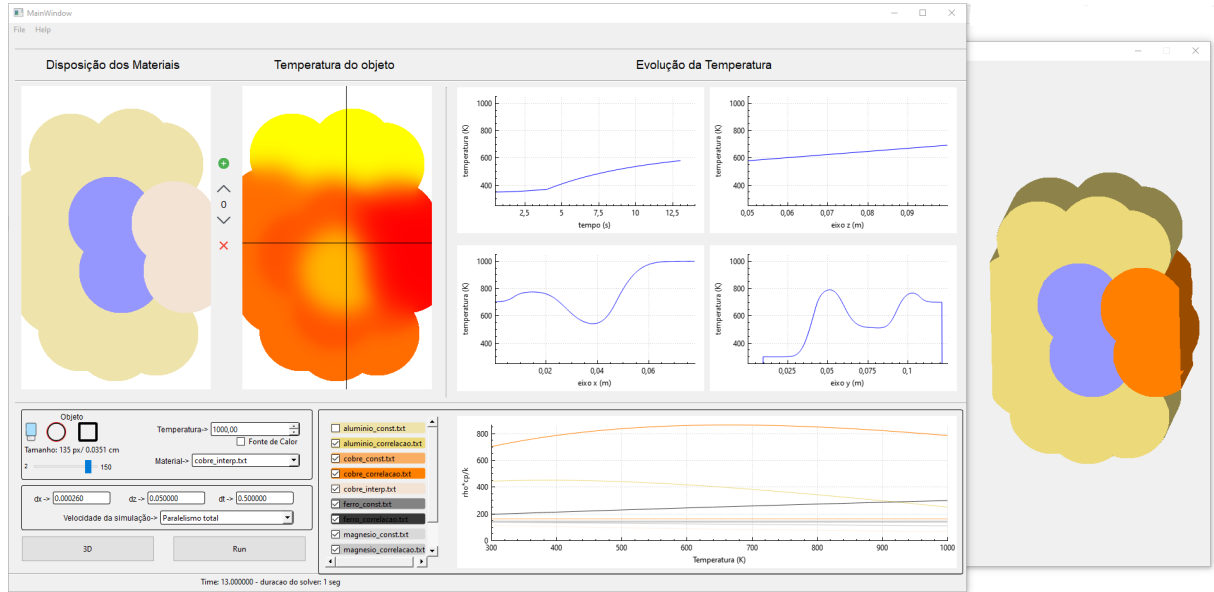 MainWindow
File Help
Disposição dos Materiais
Temperatura do objeto
Evolução da Temperatura
0
1000
800
600
400
temperatura (K)
2,5 5 7,5 10 12,5
tempo (s)
1000
800
600
400
temperatura (K)
0,05 0,06 0,07 0,08 0,09
eixo z (m)
1000
800
600
400
temperatura (K)
0,02 0,04 0,06
eixo x (m)
1000
800
600
400
temperatura (K)
0,025 0,05 0,075 0,1
eixo y (m)
Objeto
Temperatura-> 1000,00
Fonte de Calor
Tamanho: 135 px/ 0.0351 cm
2 150
Material-> cobre_interp.txt
dx -> 0.000260 dz -> 0.050000 dt -> 0.500000
Velocidade da simulação-> Paralelismo total
3D Run
aluminio_const.txt
aluminio_correlacao.txt
cobre_const.txt
cobre_correlacao.txt
cobre_interp.txt
ferro_const.txt
ferro_correlacao.txt
magnesio_const.txt
magnesio_correlacao.txt
800
600
400
200
0
rho*cp/k
300 400 500 600 700 800 900 1000
Temperatura (K)
Time: 13.000000 - duracao do solver: 1 seg